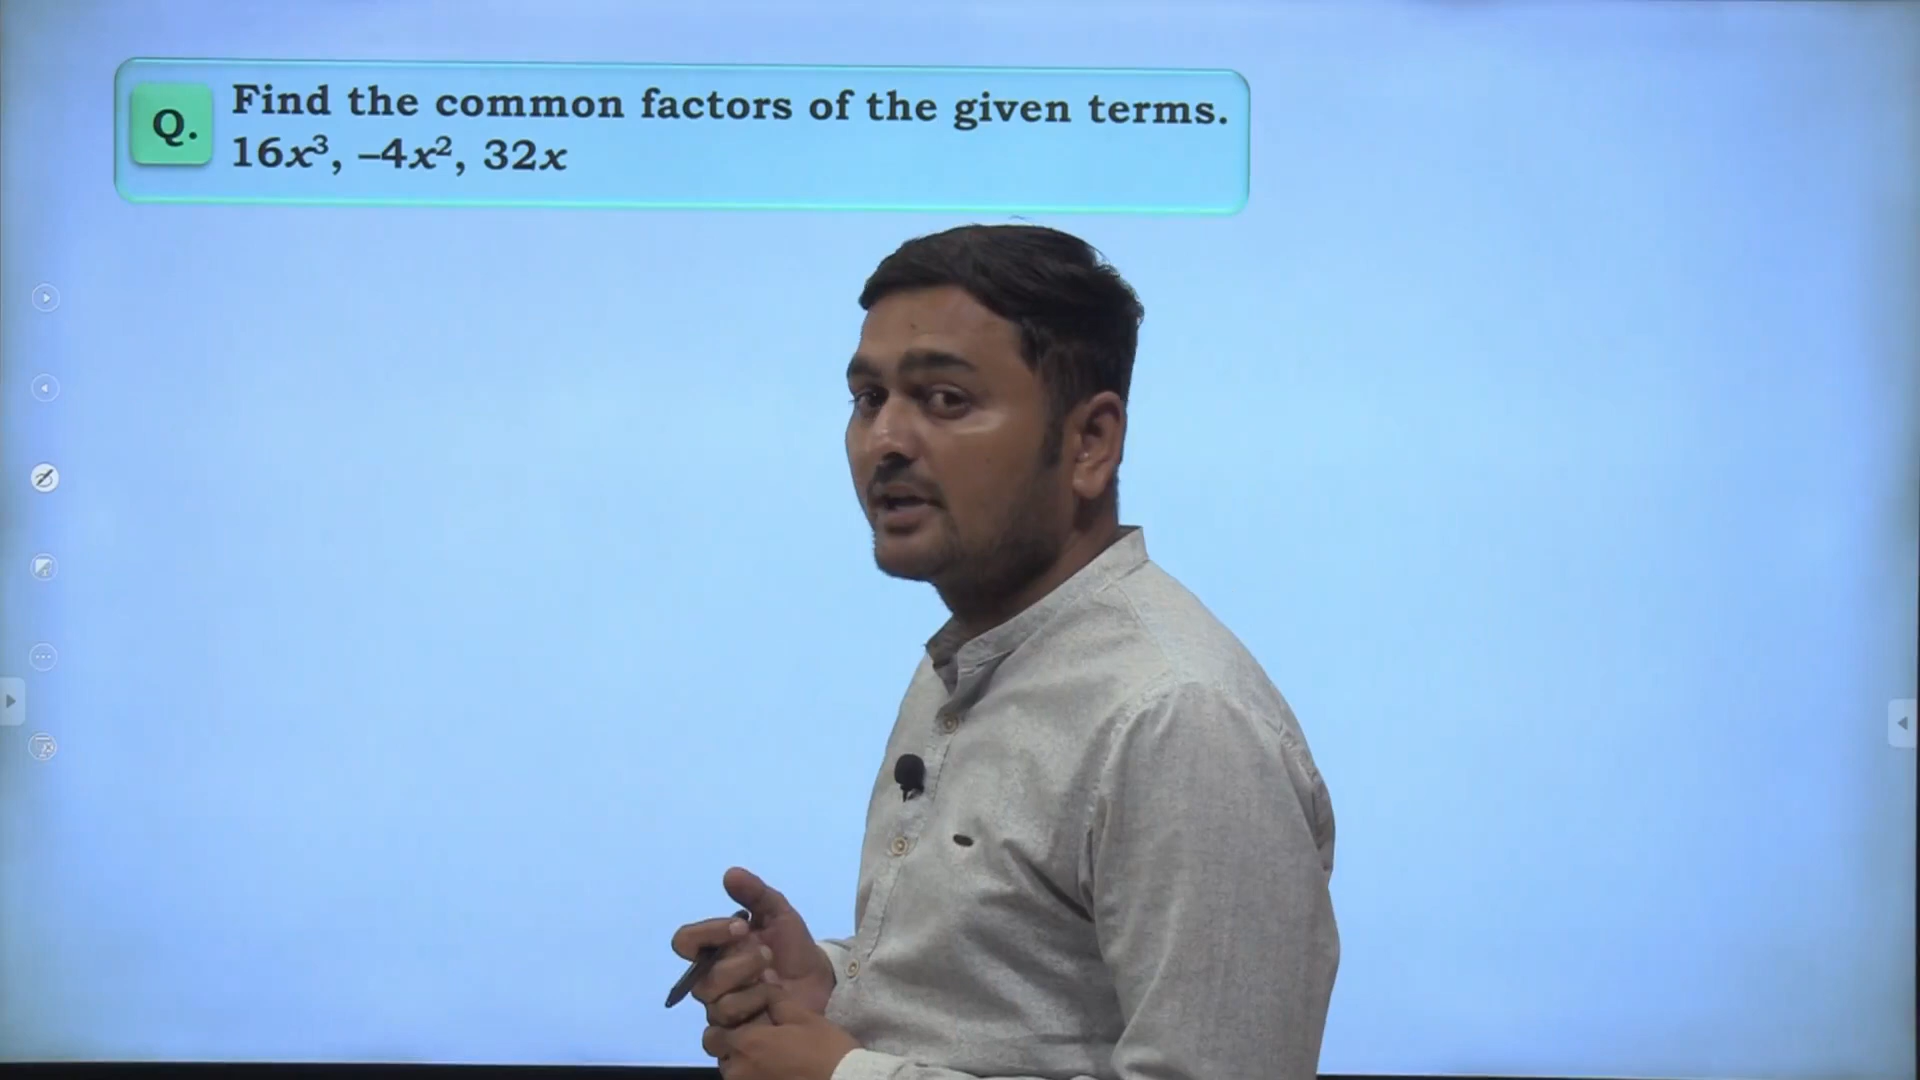 Q. Find the common factors of the given terms.
16x³, –4x², 32x